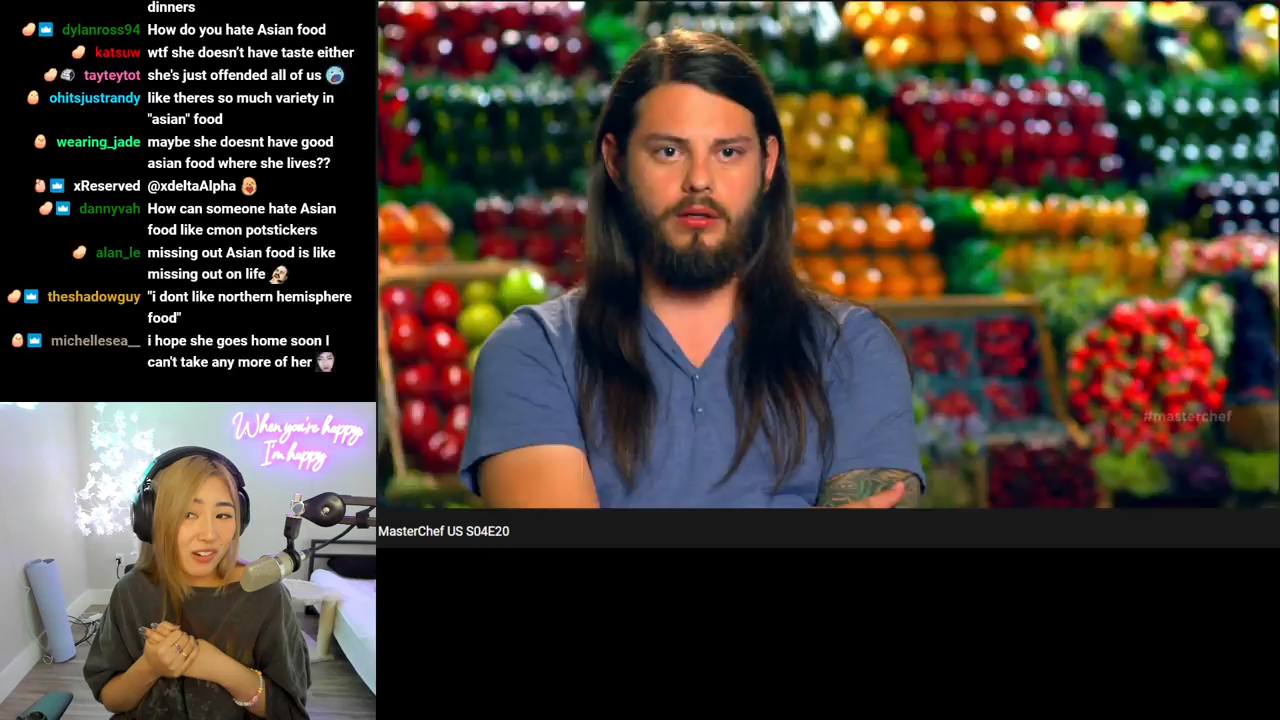 dinners
dylanross94 How do you hate Asian food
katsuw wtf she doesn't have taste either
tayteytot she's just offended all of us
ohitsjustrandy like theres so much variety in
"asian" food
wearing_jade maybe she doesnt have good
asian food where she lives??
xReserved @xdeltaAlpha
dannyvah How can someone hate Asian
food like cmon potstickers
alan_le missing out Asian food is like
missing out on life
theshadowguy "i dont like northern hemisphere
food"
michellesea__ i hope she goes home soon I
can't take any more of her
When you're happy
I'm happy
#masterchef
MasterChef US S04E20